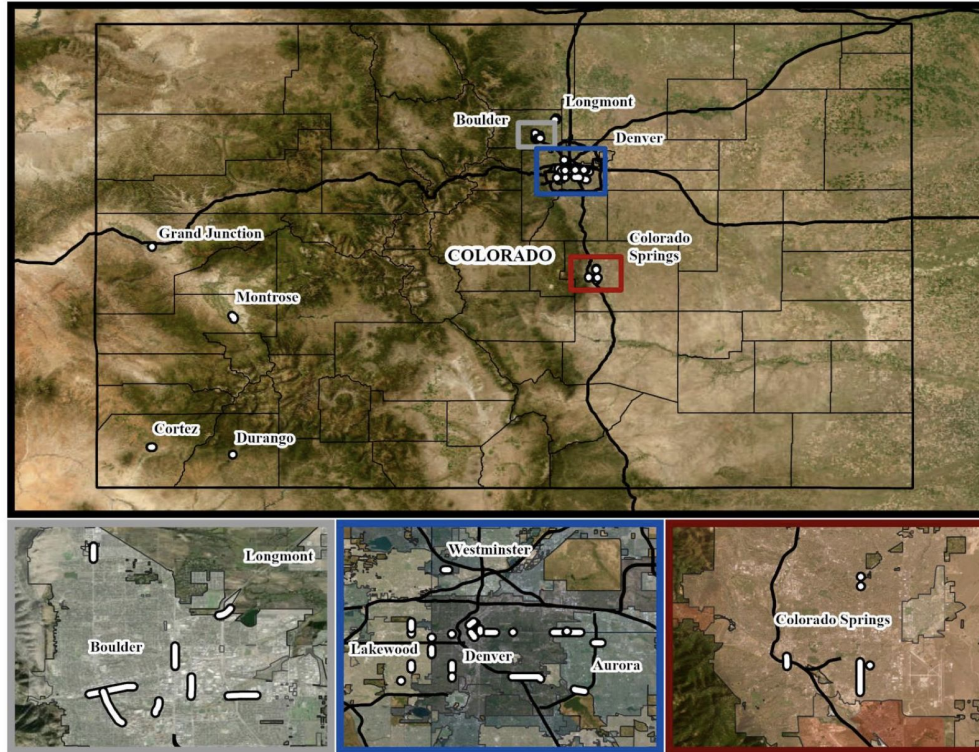 Longmont
Boulder
Denver
Grand Junction
COLORADO
Colorado
Springs
Montrose
Cortez
Durango
Longmont
Boulder
Westminster
Lakewood
Denver
Aurora
Colorado Springs